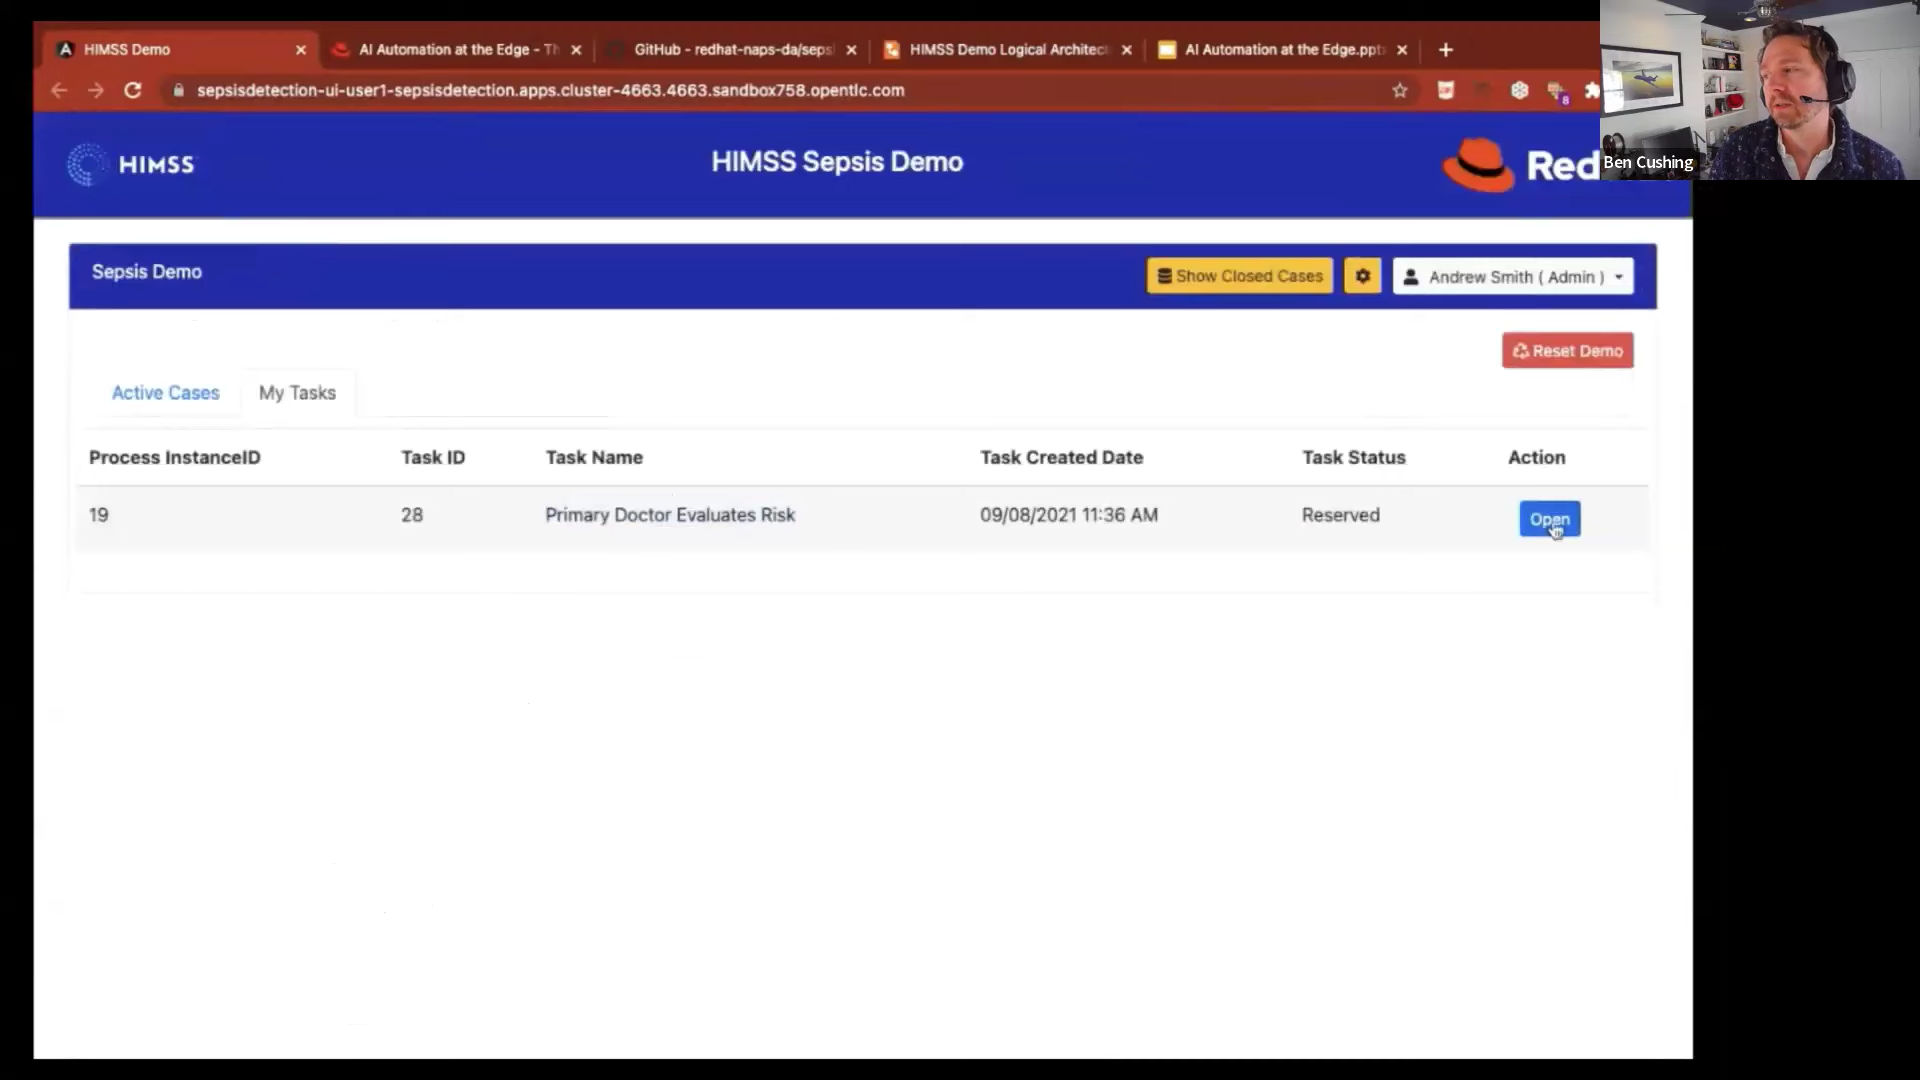 HIMSS Demo
AI Automation at the Edge - Th
GitHub - redhat-naps-da/seps
HIMSS Demo Logical Architect
AI Automation at the Edge.ppt
sepsisdetection-ui-user1-sepsisdetection.apps.cluster-4663.4663.sandbox758.opentlc.com
8
HIMSS
HIMSS Sepsis Demo
Red
Ben Cushing
Sepsis Demo
Show Closed Cases
Andrew Smith ( Admin )
Reset Demo
Active Cases
My Tasks
Process InstanceID
Task ID
Task Name
Task Created Date
Task Status
Action
19
28
Primary Doctor Evaluates Risk
09/08/2021 11:36 AM
Reserved
Open